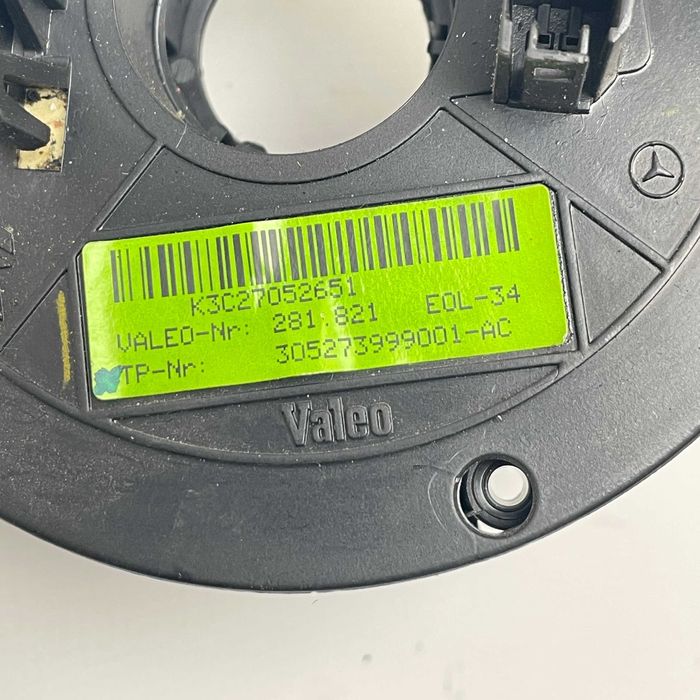 K3C27052651
VALEO-Nr: 281.821 EOL-34
TP-Nr: 305273999001-AC
Valeo